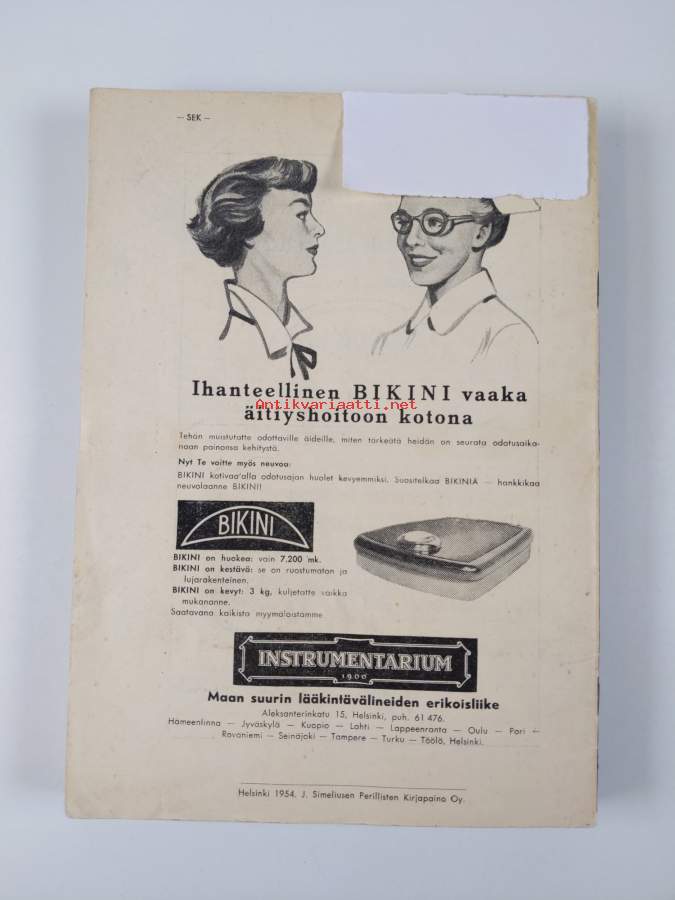 — SEK —
Ihanteellinen BIKINI vaaka
Antikvariaatti.net
äitiyshoitoon kotona
Tehän muistutatte odottaville äideille, miten tärkeätä heidän on seurata odotusaika-
naan painonsa kehitystä.
Nyt Te voitte myös neuvoa:
BIKINI kotivaa'alla odotusajan huolet kevyemmiksi. Suositelkaa BIKINIÄ — hankkikaa
neuvolaanne BIKINI!
BIKINI
BIKINI on huokea: vain 7.200 mk.
BIKINI on kestävä: se on ruostumaton ja
lujarakenteinen.
BIKINI on kevyt: 3 kg, kuljetatte vaikka
mukananne.
Saatavana kaikista myymälöistämme
INSTRUMENTARIUM
1900
Maan suurin lääkintävälineiden erikoisliike
Aleksanterinkatu 15, Helsinki, puh. 61 476.
Hämeenlinna — Jyväskylä — Kuopio — Lahti — Lappeenranta — Oulu — Pori —
Rovaniemi — Seinäjoki — Tampere — Turku — Töölö, Helsinki.
Helsinki 1954. J. Simeliusen Perillisten Kirjapaino Oy.